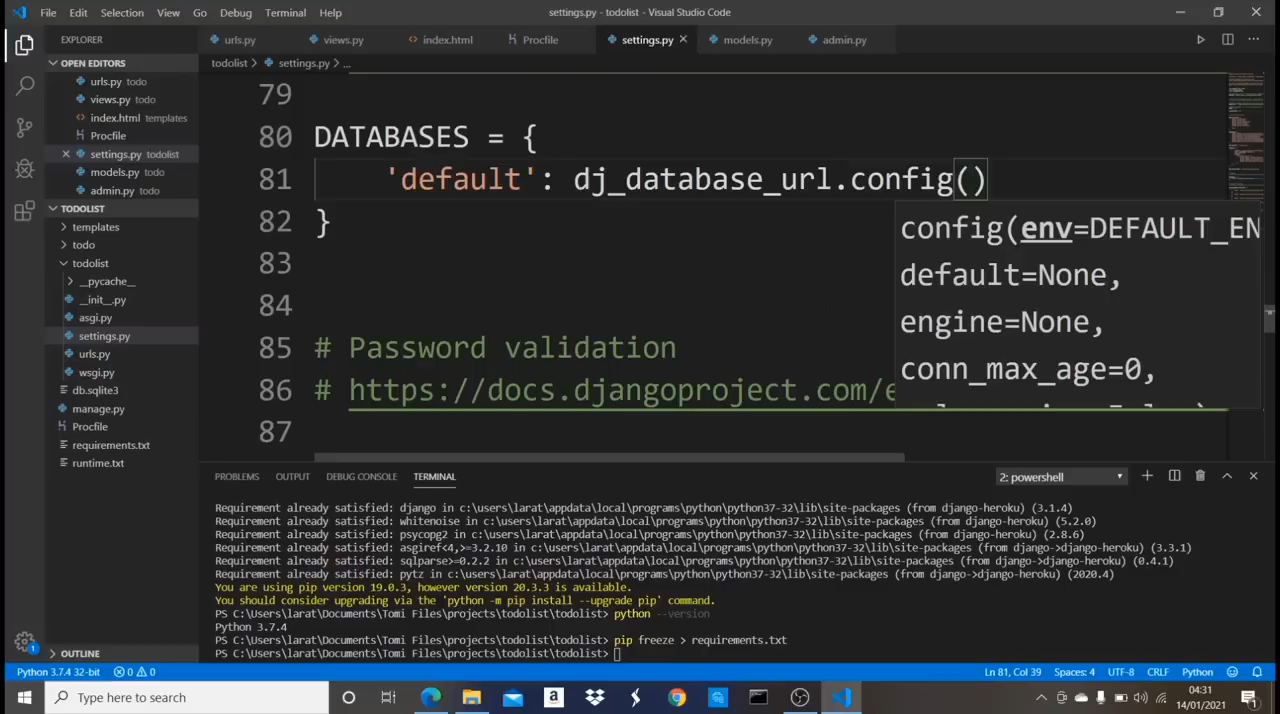 File Edit Selection View Go Debug Terminal Help
settings.py - todolist - Visual Studio Code
EXPLORER
urls.py
views.py
index.html
Procfile
settings.py
models.py
admin.py
OPEN EDITORS
urls.py todo
views.py todo
index.html templates
Procfile
settings.py todolist
models.py todo
admin.py todo
TODOLIST
templates
todo
todolist
__pycache__
__init__.py
asgi.py
settings.py
urls.py
wsgi.py
db.sqlite3
manage.py
Procfile
requirements.txt
runtime.txt
OUTLINE
todolist > settings.py > ...
79
80 DATABASES = {
81 'default': dj_database_url.config()
82 }
83
84
85 # Password validation
86 # https://docs.djangoproject.com/e
87
config(env=DEFAULT_EN
default=None,
engine=None,
conn_max_age=0,
PROBLEMS OUTPUT DEBUG CONSOLE TERMINAL
2: powershell
Requirement already satisfied: django in c:\users\larat\appdata\local\programs\python\python37-32\lib\site-packages (from django-heroku) (3.1.4)
Requirement already satisfied: whitenoise in c:\users\larat\appdata\local\programs\python\python37-32\lib\site-packages (from django-heroku) (5.2.0)
Requirement already satisfied: psycopg2 in c:\users\larat\appdata\local\programs\python\python37-32\lib\site-packages (from django-heroku) (2.8.6)
Requirement already satisfied: asgiref<4,>=3.2.10 in c:\users\larat\appdata\local\programs\python\python37-32\lib\site-packages (from django->django-heroku) (3.3.1)
Requirement already satisfied: sqlparse>=0.2.2 in c:\users\larat\appdata\local\programs\python\python37-32\lib\site-packages (from django->django-heroku) (0.4.1)
Requirement already satisfied: pytz in c:\users\larat\appdata\local\programs\python\python37-32\lib\site-packages (from django->django-heroku) (2020.4)
You are using pip version 19.0.3, however version 20.3.3 is available.
You should consider upgrading via the 'python -m pip install --upgrade pip' command.
PS C:\Users\larat\Documents\Tomi Files\projects\todolist\todolist> python --version
Python 3.7.4
PS C:\Users\larat\Documents\Tomi Files\projects\todolist\todolist> pip freeze > requirements.txt
PS C:\Users\larat\Documents\Tomi Files\projects\todolist\todolist>
Python 3.7.4 32-bit 0 0
Ln 81, Col 39 Spaces: 4 UTF-8 CRLF Python
Type here to search
04:31
14/01/2021